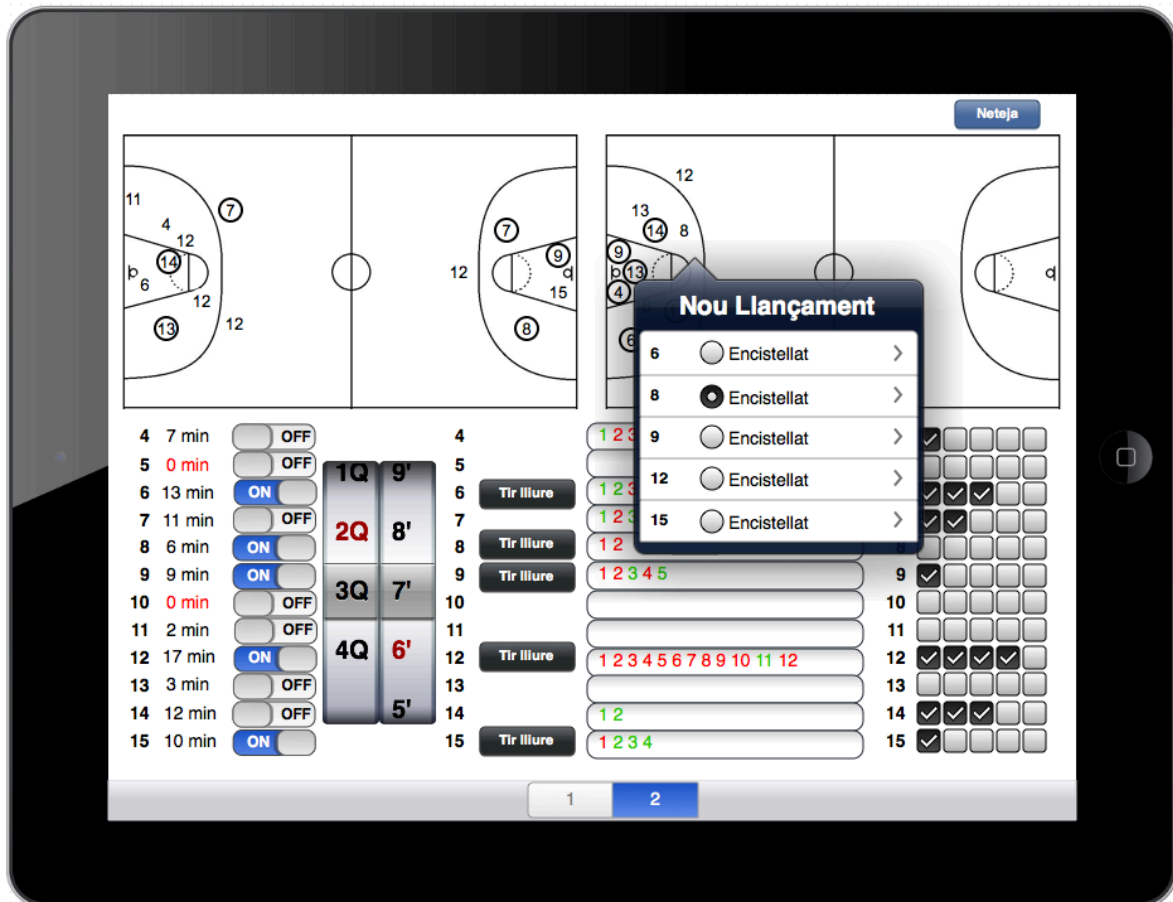 Neteja
12
11
7
13
4
12
14
8
7
9
14
9
13
12
6
15
4
12
13
12
8
6
Nou Llançament
6 Encistellat
8 Encistellat
9 Encistellat
12 Encistellat
15 Encistellat
4 7 min OFF 4 1 2 3
5 0 min OFF 1Q 9' 5
6 13 min ON 6 Tir lliure 1 2 3
7 11 min OFF 2Q 8' 7 1 2 3
8 6 min ON 8 Tir lliure 1 2 8
9 9 min ON 3Q 7' 9 Tir lliure 1 2 3 4 5 9
10 0 min OFF 10 10
11 2 min OFF 11 11
12 17 min ON 4Q 6' 12 Tir lliure 1 2 3 4 5 6 7 8 9 10 11 12 12
13 3 min OFF 13 13
14 12 min OFF 5' 14 1 2 14
15 10 min ON 15 Tir lliure 1 2 3 4 15
1 2